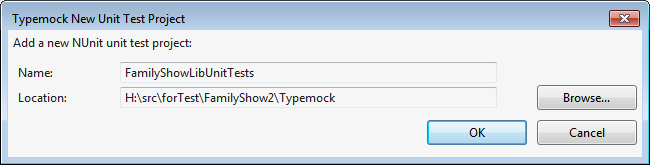 Typemock New Unit Test Project
Add a new NUnit unit test project:
Name: FamilyShowLibUnitTests
Location: H:\src\forTest\FamilyShow2\Typemock Browse...
OK Cancel